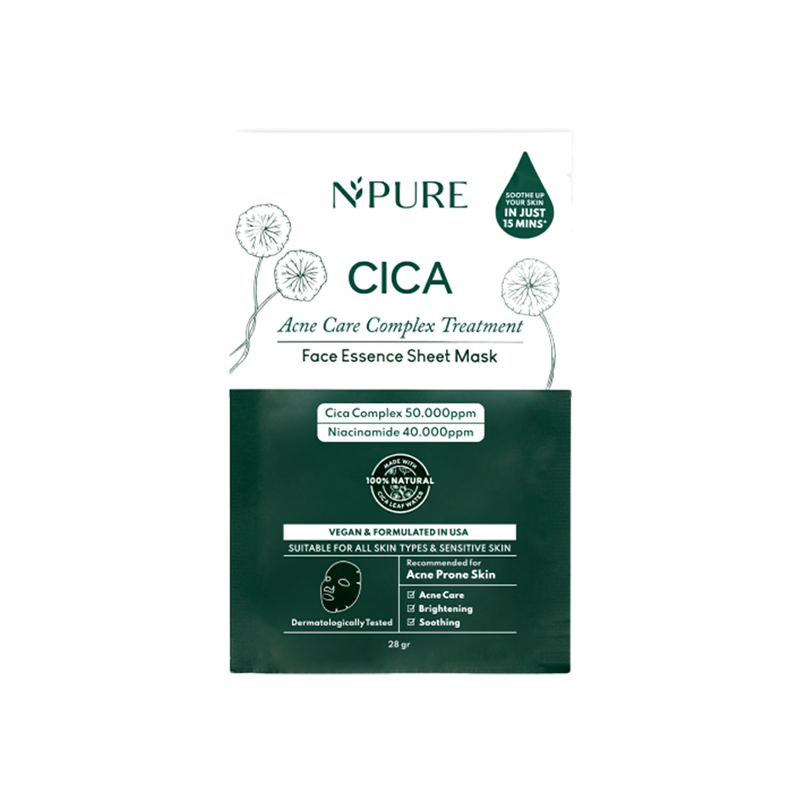 N PURE
SOOTHE UP
YOUR SKIN
IN JUST
15 MINS*
CICA
Acne Care Complex Treatment
Face Essence Sheet Mask
Cica Complex 50.000ppm
Niacinamide 40.000ppm
MADE WITH
100% NATURAL
CICA LEAF WATER
VEGAN & FORMULATED IN USA
SUITABLE FOR ALL SKIN TYPES & SENSITIVE SKIN
Recommended for
Acne Prone Skin
Acne Care
Brightening
Soothing
Dermatologically Tested
28 gr